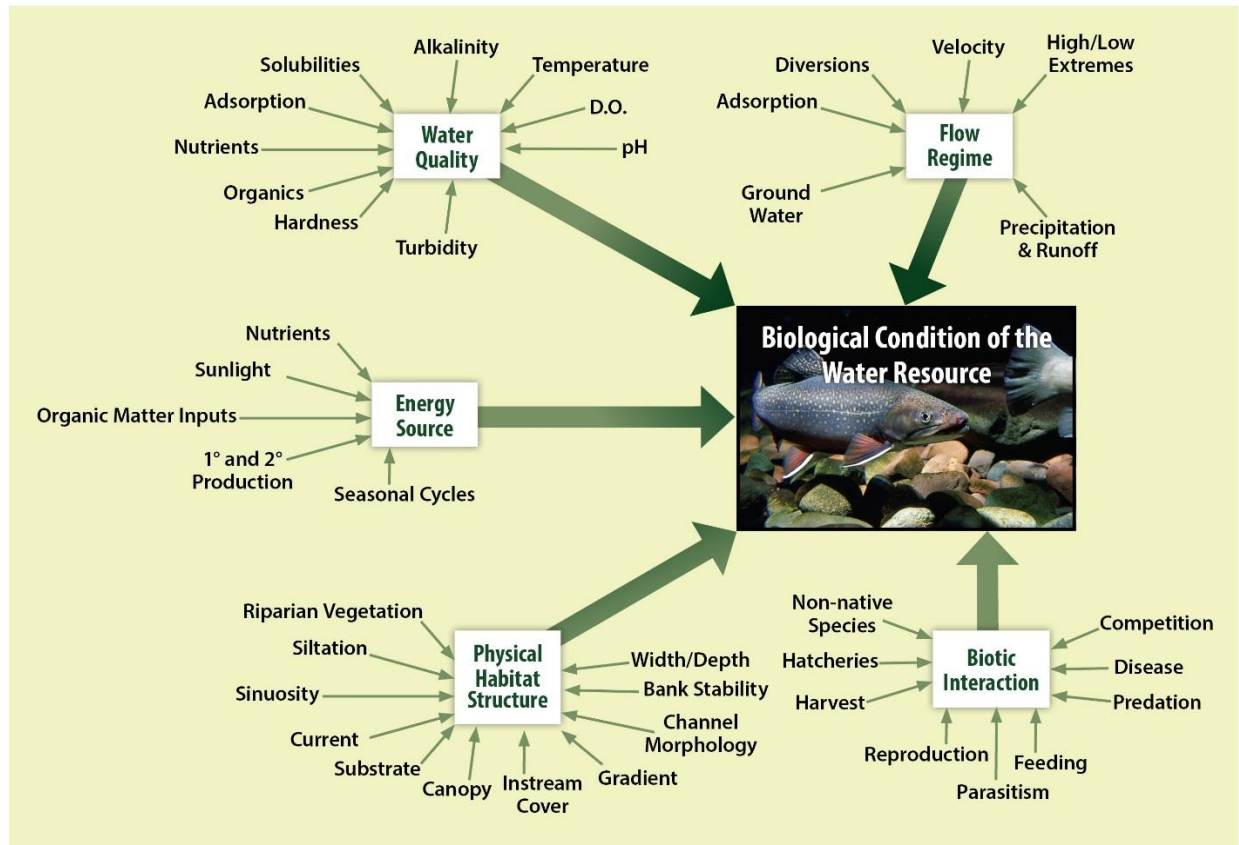 Alkalinity
Solubilities
Temperature
Adsorption
D.O.
Nutrients
pH
Organics
Hardness
Turbidity
Water
Quality
Velocity
High/Low
Extremes
Diversions
Adsorption
Flow
Regime
Ground
Water
Precipitation
& Runoff
Nutrients
Sunlight
Organic Matter Inputs
1° and 2°
Production
Seasonal Cycles
Energy
Source
Biological Condition of the
Water Resource
Riparian Vegetation
Siltation
Sinuosity
Current
Substrate
Canopy
Instream
Cover
Gradient
Channel
Morphology
Bank Stability
Width/Depth
Physical
Habitat
Structure
Non-native
Species
Hatcheries
Harvest
Reproduction
Parasitism
Feeding
Predation
Disease
Competition
Biotic
Interaction